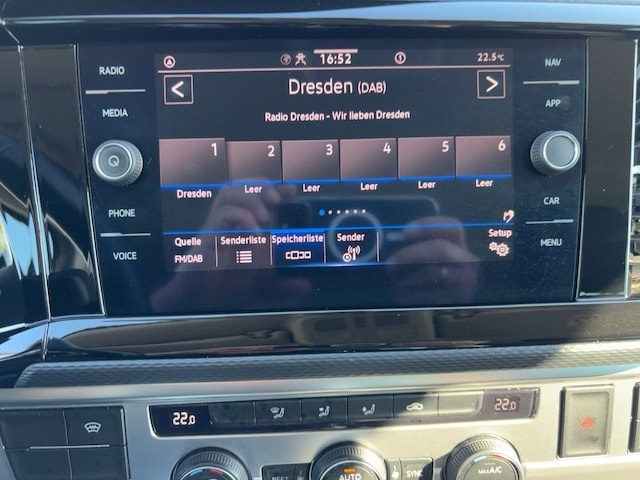 RADIO
MEDIA
PHONE
VOICE
16:52
22.5°C
Dresden (DAB)
Radio Dresden - Wir lieben Dresden
1 2 3 4 5 6
Dresden Leer Leer Leer Leer Leer
Quelle Senderliste Speicherliste Sender Setup
FM/DAB
NAV
APP
CAR
MENU
22.0 22.0
REST AUTO SYNC MAX A/C